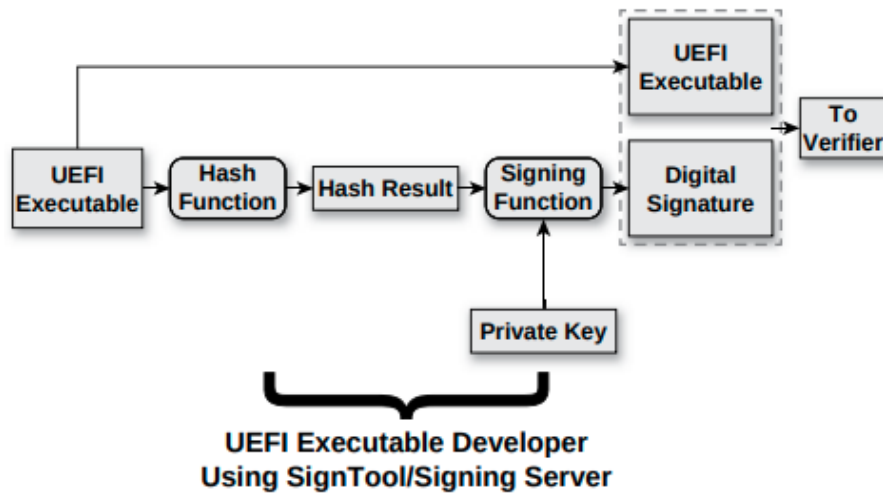 UEFI
Executable
To
Verifier
UEFI
Executable
Hash
Function
Hash Result
Signing
Function
Digital
Signature
Private Key
UEFI Executable Developer
Using SignTool/Signing Server